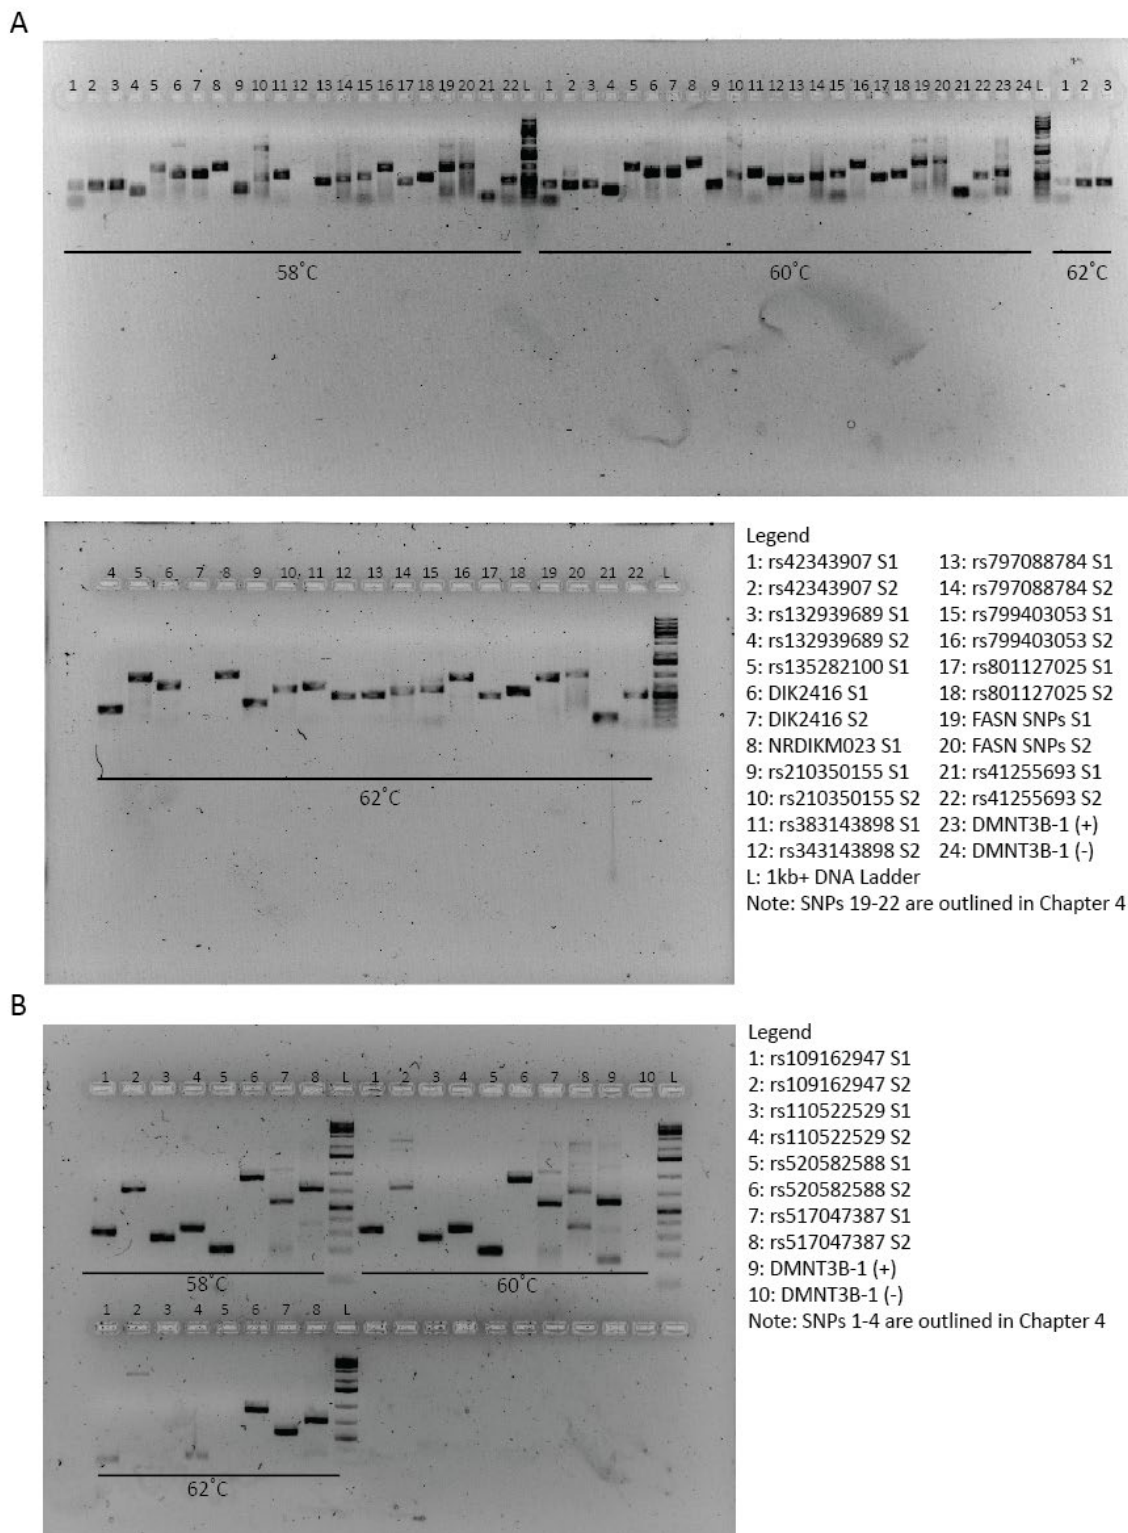 A
1 2 3 4 5 6 7 8 9 10 11 12 13 14 15 16 17 18 19 20 21 22 L 1 2 3 4 5 6 7 8 9 10 11 12 13 14 15 16 17 18 19 20 21 22 23 24 L 1 2 3
58˚C 60˚C 62˚C
4 5 6 7 8 9 10 11 12 13 14 15 16 17 18 19 20 21 22 L
62˚C
Legend
1: rs42343907 S1 13: rs797088784 S1
2: rs42343907 S2 14: rs797088784 S2
3: rs132939689 S1 15: rs799403053 S1
4: rs132939689 S2 16: rs799403053 S2
5: rs135282100 S1 17: rs801127025 S1
6: DIK2416 S1 18: rs801127025 S2
7: DIK2416 S2 19: FASN SNPs S1
8: NRDIKM023 S1 20: FASN SNPs S2
9: rs210350155 S1 21: rs41255693 S1
10: rs210350155 S2 22: rs41255693 S2
11: rs383143898 S1 23: DMNT3B-1 (+)
12: rs343143898 S2 24: DMNT3B-1 (-)
L: 1kb+ DNA Ladder
Note: SNPs 19-22 are outlined in Chapter 4
B
1 2 3 4 5 6 7 8 L 1 2 3 4 5 6 7 8 9 10 L
58˚C 60˚C
1 2 3 4 5 6 7 8 L
62˚C
Legend
1: rs109162947 S1
2: rs109162947 S2
3: rs110522529 S1
4: rs110522529 S2
5: rs520582588 S1
6: rs520582588 S2
7: rs517047387 S1
8: rs517047387 S2
9: DMNT3B-1 (+)
10: DMNT3B-1 (-)
Note: SNPs 1-4 are outlined in Chapter 4